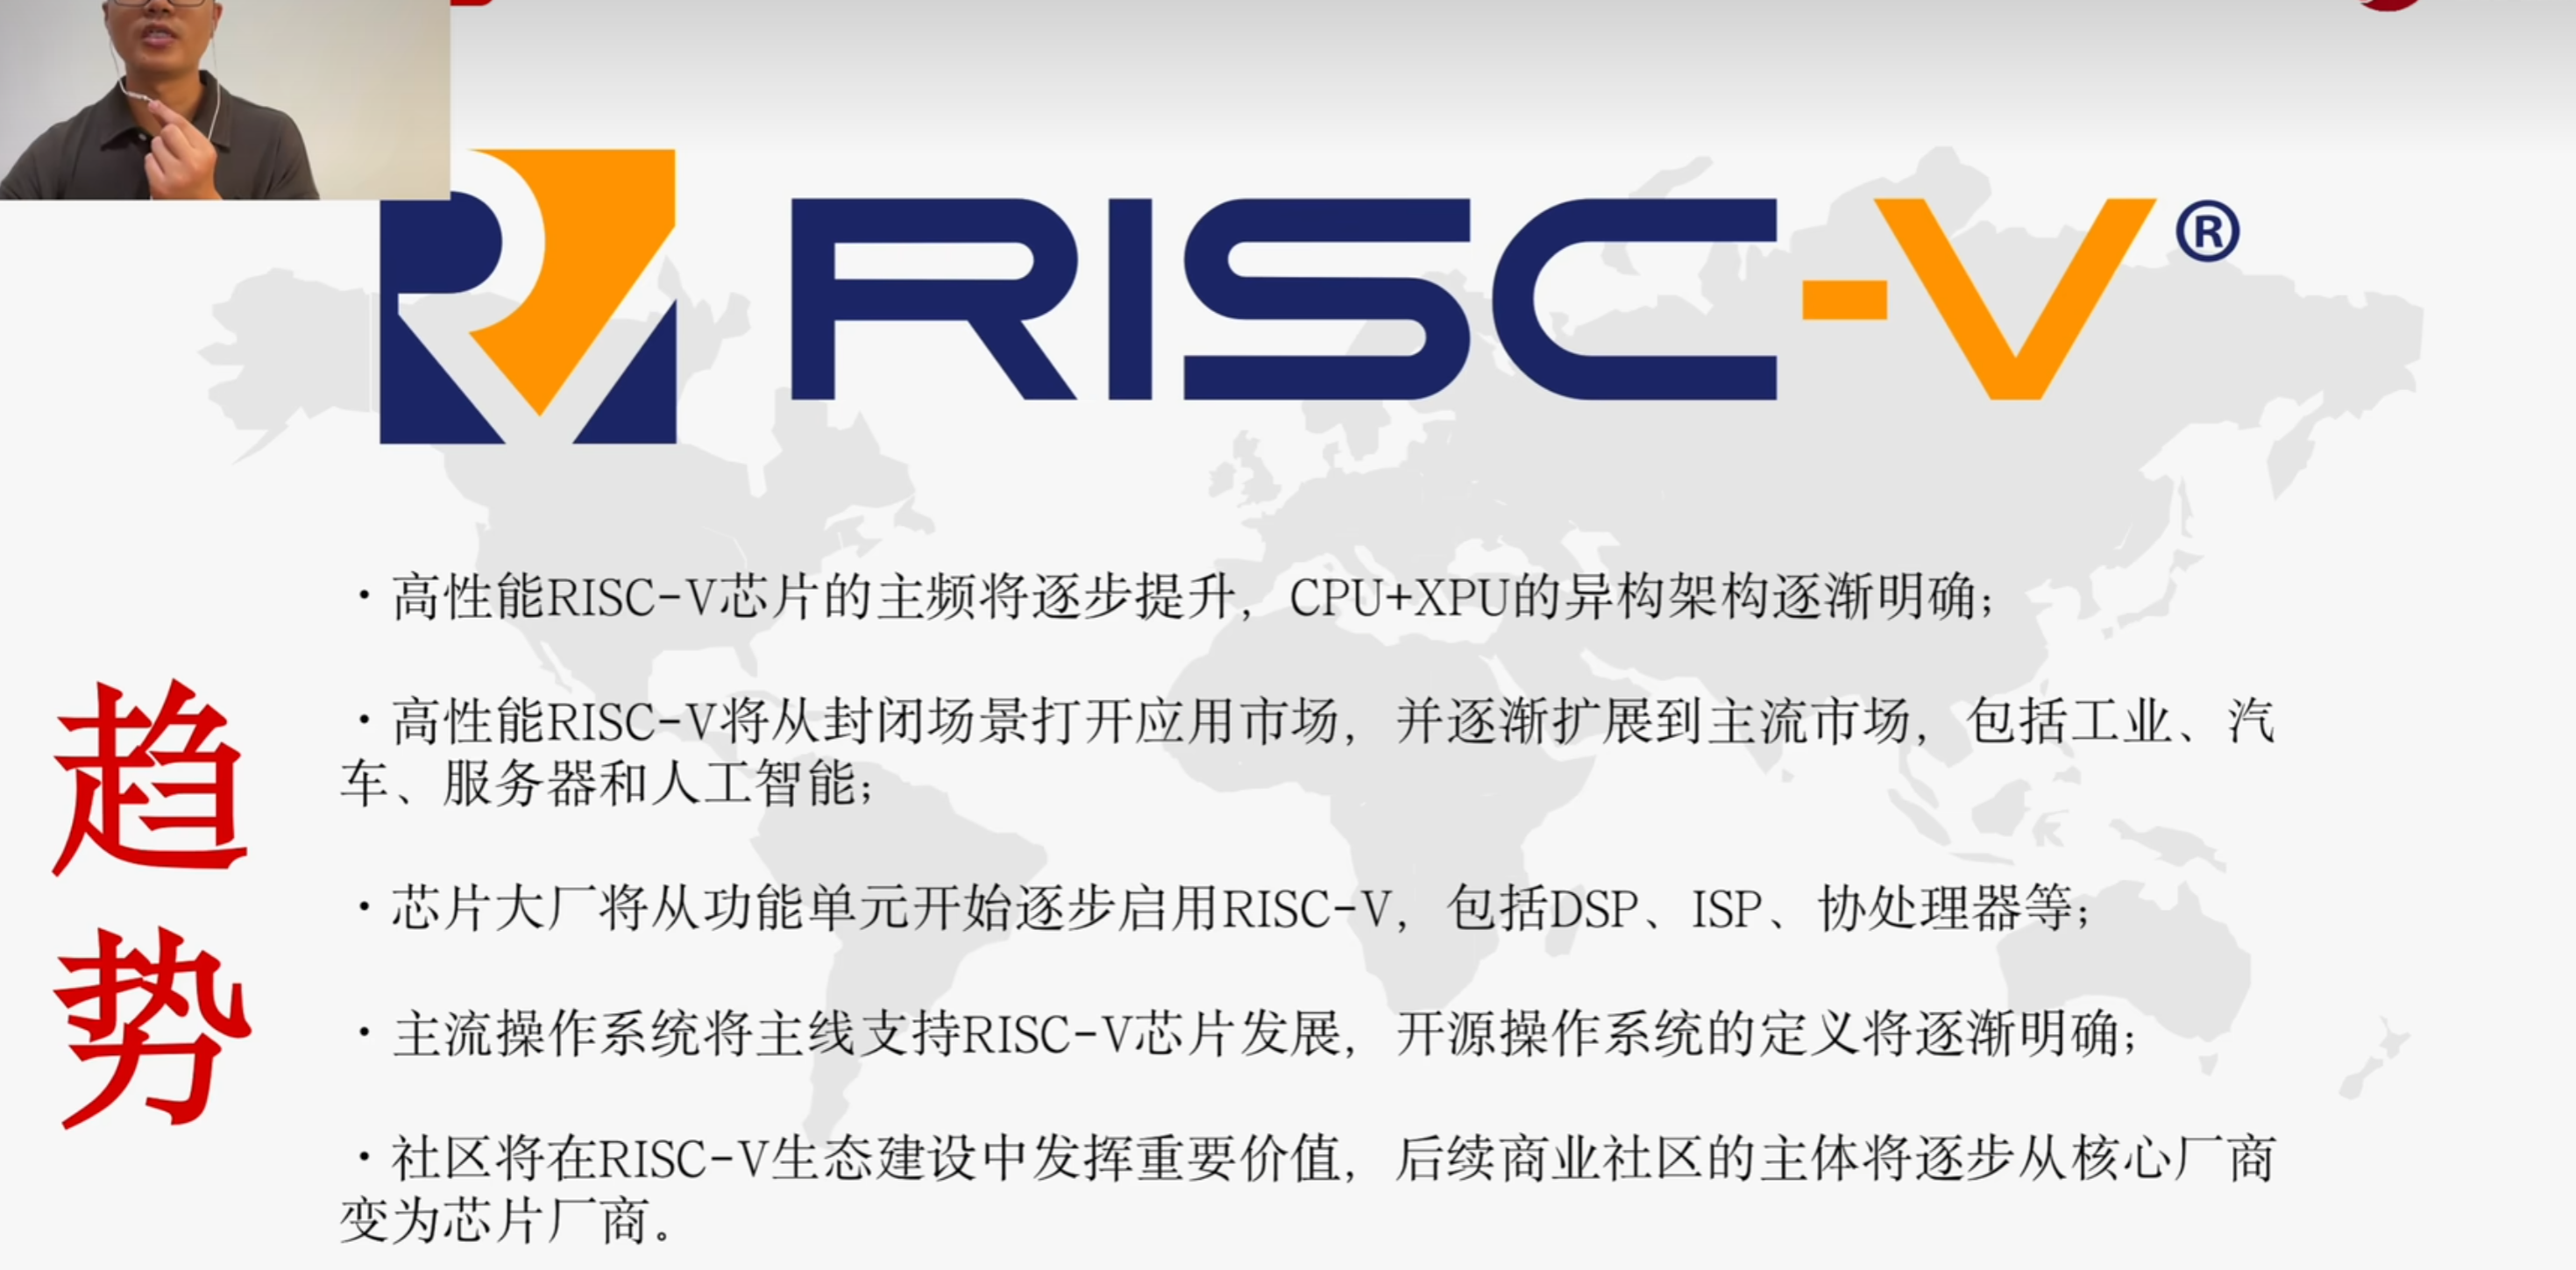 RISC-V®
趋势
·高性能RISC-V芯片的主频将逐步提升，CPU+XPU的异构架构逐渐明确；
·高性能RISC-V将从封闭场景打开应用市场，并逐渐扩展到主流市场，包括工业、汽
车、服务器和人工智能；
·芯片大厂将从功能单元开始逐步启用RISC-V，包括DSP、ISP、协处理器等；
·主流操作系统将主线支持RISC-V芯片发展，开源操作系统的定义将逐渐明确；
·社区将在RISC-V生态建设中发挥重要价值，后续商业社区的主体将逐步从核心厂商
变为芯片厂商。